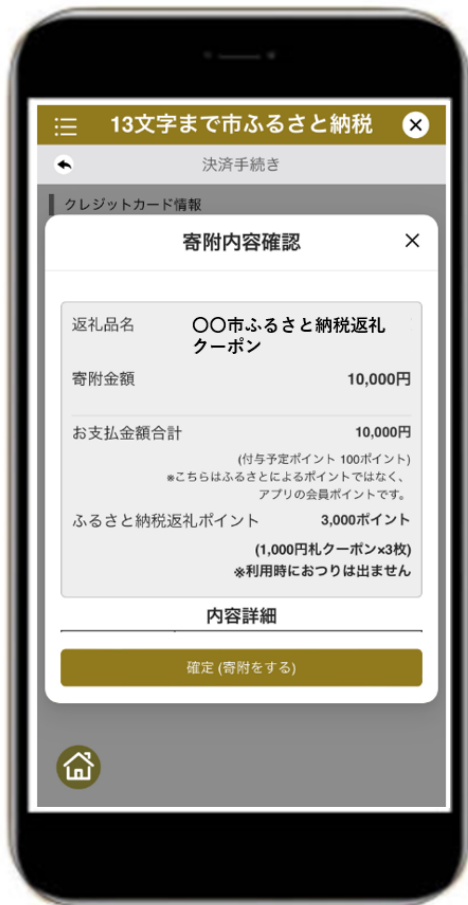 13文字まで市ふるさと納税
決済手続き
クレジットカード情報
寄附内容確認
返礼品名 〇〇市ふるさと納税返礼
クーポン
寄附金額 10,000円
お支払金額合計 10,000円
(付与予定ポイント 100ポイント)
※こちらはふるさとによるポイントではなく、
アプリの会員ポイントです。
ふるさと納税返礼ポイント 3,000ポイント
(1,000円札クーポン×3枚)
※利用時におつりは出ません
内容詳細
確定 (寄附をする)